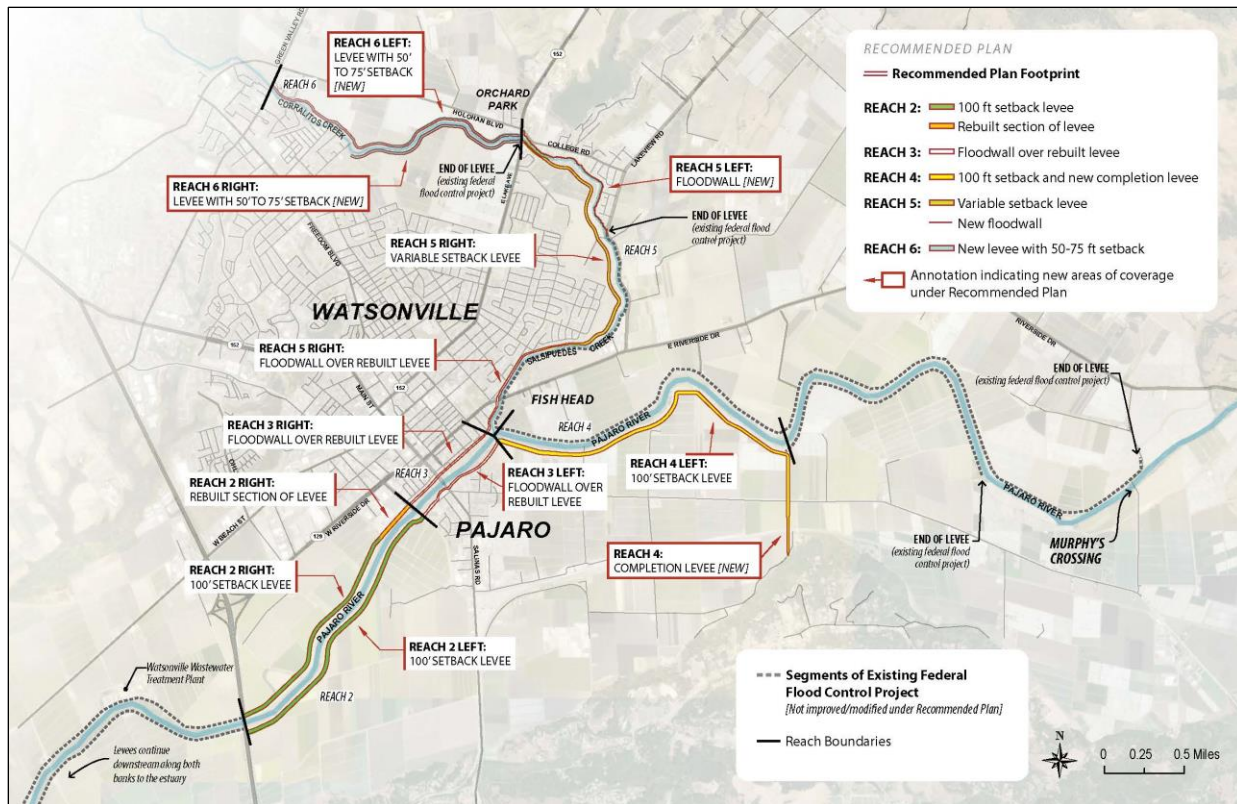 GREEN VALLEY RD
152
REACH 6 LEFT:
LEVEE WITH 50'
TO 75' SETBACK
[NEW]
REACH 6
CORRALITOS CREEK
HOLOHAN BLVD
ORCHARD
PARK
COLLEGE RD
LAKEVIEW RD
END OF LEVEE
(existing federal
flood control project)
REACH 6 RIGHT:
LEVEE WITH 50' TO 75' SETBACK [NEW]
REACH 5 LEFT:
FLOODWALL [NEW]
END OF LEVEE
(existing federal flood
control project)
REACH 5
FREEDOM BLVD
REACH 5 RIGHT:
VARIABLE SETBACK LEVEE
WATSONVILLE
SALSIPUEDES CREEK
E RIVERSIDE DR
152
REACH 5 RIGHT:
FLOODWALL OVER REBUILT LEVEE
152
MAIN ST
FISH HEAD
REACH 4
PAJARO RIVER
REACH 3 RIGHT:
FLOODWALL OVER REBUILT LEVEE
REACH 3
REACH 4 LEFT:
100' SETBACK LEVEE
REACH 2 RIGHT:
REBUILT SECTION OF LEVEE
REACH 3 LEFT:
FLOODWALL OVER
REBUILT LEVEE
W BEACH ST
W RIVERSIDE DR
129
PAJARO
SALINAS RD
REACH 4:
COMPLETION LEVEE [NEW]
REACH 2 RIGHT:
100' SETBACK LEVEE
PAJARO RIVER
REACH 2 LEFT:
100' SETBACK LEVEE
REACH 2
Watsonville Wastewater
Treatment Plant
Levees continue
downstream along both
banks to the estuary
RIVERSIDE DR
END OF LEVEE
(existing federal
flood control project)
PAJARO RIVER
END OF LEVEE
(existing federal flood
control project)
MURPHY'S
CROSSING
RECOMMENDED PLAN
Recommended Plan Footprint
REACH 2: 100 ft setback levee
Rebuilt section of levee
REACH 3: Floodwall over rebuilt levee
REACH 4: 100 ft setback and new completion levee
REACH 5: Variable setback levee
New floodwall
REACH 6: New levee with 50-75 ft setback
Annotation indicating new areas of coverage
under Recommended Plan
Segments of Existing Federal
Flood Control Project
[Not improved/modified under Recommended Plan]
Reach Boundaries
N
0 0.25 0.5 Miles